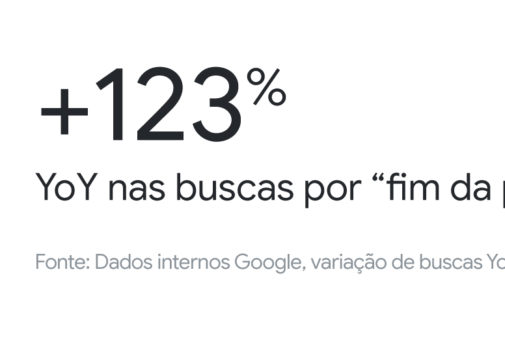 +123%
YoY nas buscas por “fim da
Fonte: Dados internos Google, variação de buscas